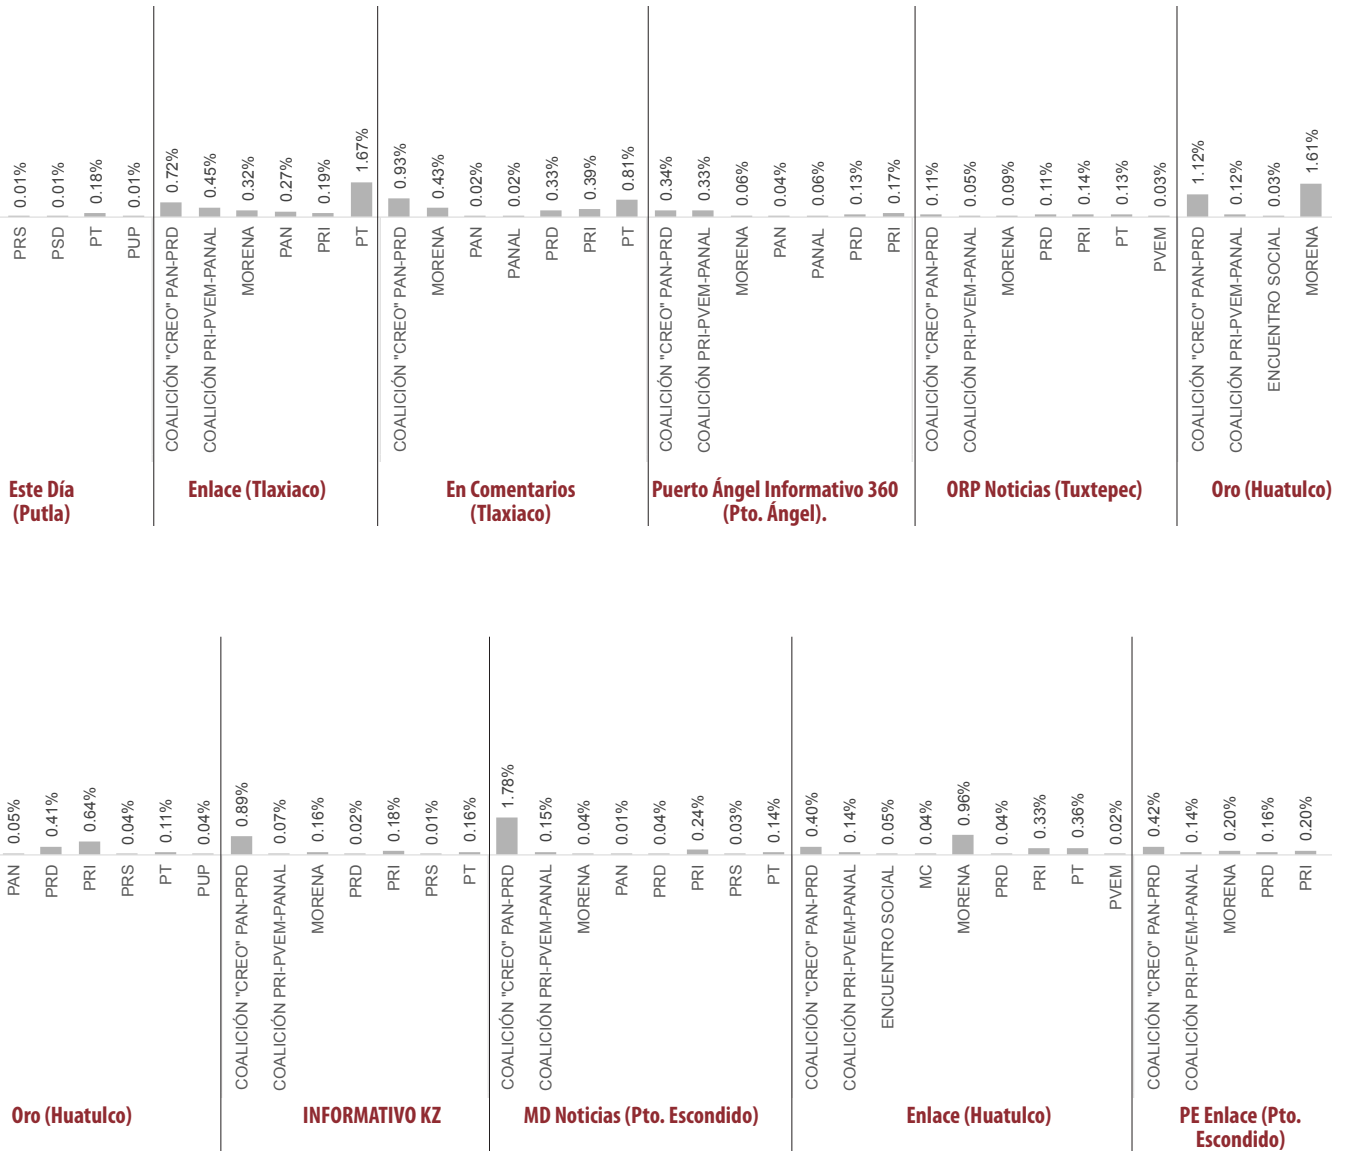 0.01%
0.01%
0.18%
0.01%
0.72%
0.45%
0.32%
0.27%
0.19%
1.67%
0.93%
0.43%
0.02%
0.02%
0.33%
0.39%
0.81%
0.34%
0.33%
0.06%
0.04%
0.06%
0.13%
0.17%
0.11%
0.05%
0.09%
0.11%
0.14%
0.13%
0.03%
1.12%
0.12%
0.03%
1.61%
PRS
PSD
PT
PUP
COALICIÓN "CREO" PAN-PRD
COALICIÓN PRI-PVEM-PANAL
MORENA
PAN
PRI
PT
COALICIÓN "CREO" PAN-PRD
MORENA
PAN
PANAL
PRD
PRI
PT
COALICIÓN "CREO" PAN-PRD
COALICIÓN PRI-PVEM-PANAL
MORENA
PAN
PANAL
PRD
PRI
COALICIÓN "CREO" PAN-PRD
COALICIÓN PRI-PVEM-PANAL
MORENA
PRD
PRI
PT
PVEM
COALICIÓN "CREO" PAN-PRD
COALICIÓN PRI-PVEM-PANAL
ENCUENTRO SOCIAL
MORENA
Este Día
(Putla)
Enlace (Tlaxiaco)
En Comentarios
(Tlaxiaco)
Puerto Ángel Informativo 360
(Pto. Ángel).
ORP Noticias (Tuxtepec)
Oro (Huatulco)
0.05%
0.41%
0.64%
0.04%
0.11%
0.04%
0.89%
0.07%
0.16%
0.02%
0.18%
0.01%
0.16%
1.78%
0.15%
0.04%
0.01%
0.04%
0.24%
0.03%
0.14%
0.40%
0.14%
0.05%
0.04%
0.96%
0.04%
0.33%
0.36%
0.02%
0.42%
0.14%
0.20%
0.16%
0.20%
PAN
PRD
PRI
PRS
PT
PUP
COALICIÓN "CREO" PAN-PRD
COALICIÓN PRI-PVEM-PANAL
MORENA
PRD
PRI
PRS
PT
COALICIÓN "CREO" PAN-PRD
COALICIÓN PRI-PVEM-PANAL
MORENA
PAN
PRD
PRI
PRS
PT
COALICIÓN "CREO" PAN-PRD
COALICIÓN PRI-PVEM-PANAL
ENCUENTRO SOCIAL
MC
MORENA
PRD
PRI
PT
PVEM
COALICIÓN "CREO" PAN-PRD
COALICIÓN PRI-PVEM-PANAL
MORENA
PRD
PRI
Oro (Huatulco)
INFORMATIVO KZ
MD Noticias (Pto. Escondido)
Enlace (Huatulco)
PE Enlace (Pto.
Escondido)